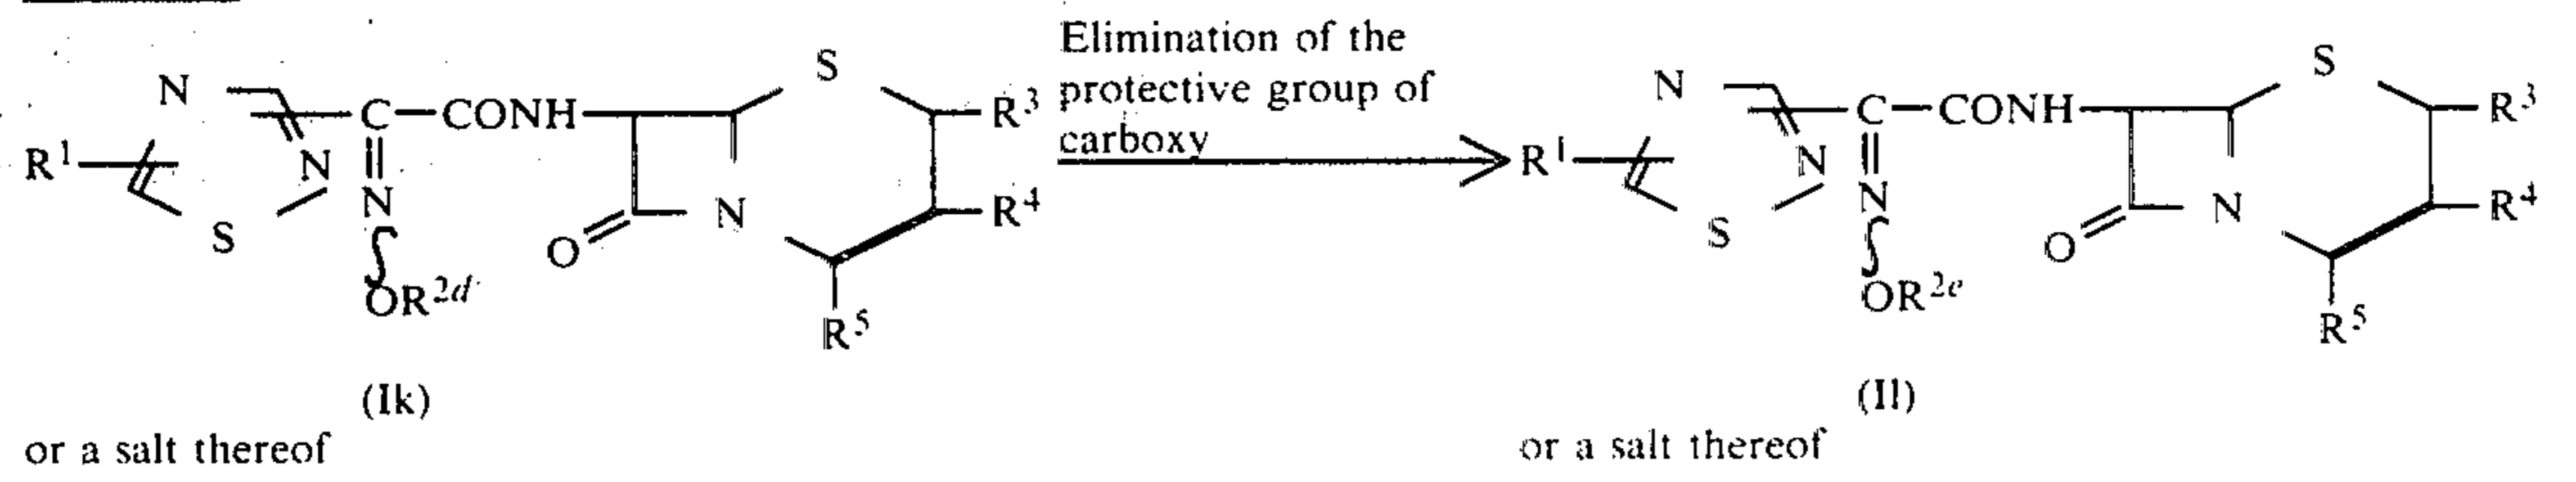 Elimination of the
protective group of
carboxy
N
S
N
S
C—CONH
R³
R¹
N
N
R⁴
O
S
OR²ᵈ
R⁵
(Ik)
or a salt thereof
N
C—CONH
R³
R¹
N
N
N
R⁴
O
S
OR²ᵉ
R⁵
(Il)
or a salt thereof